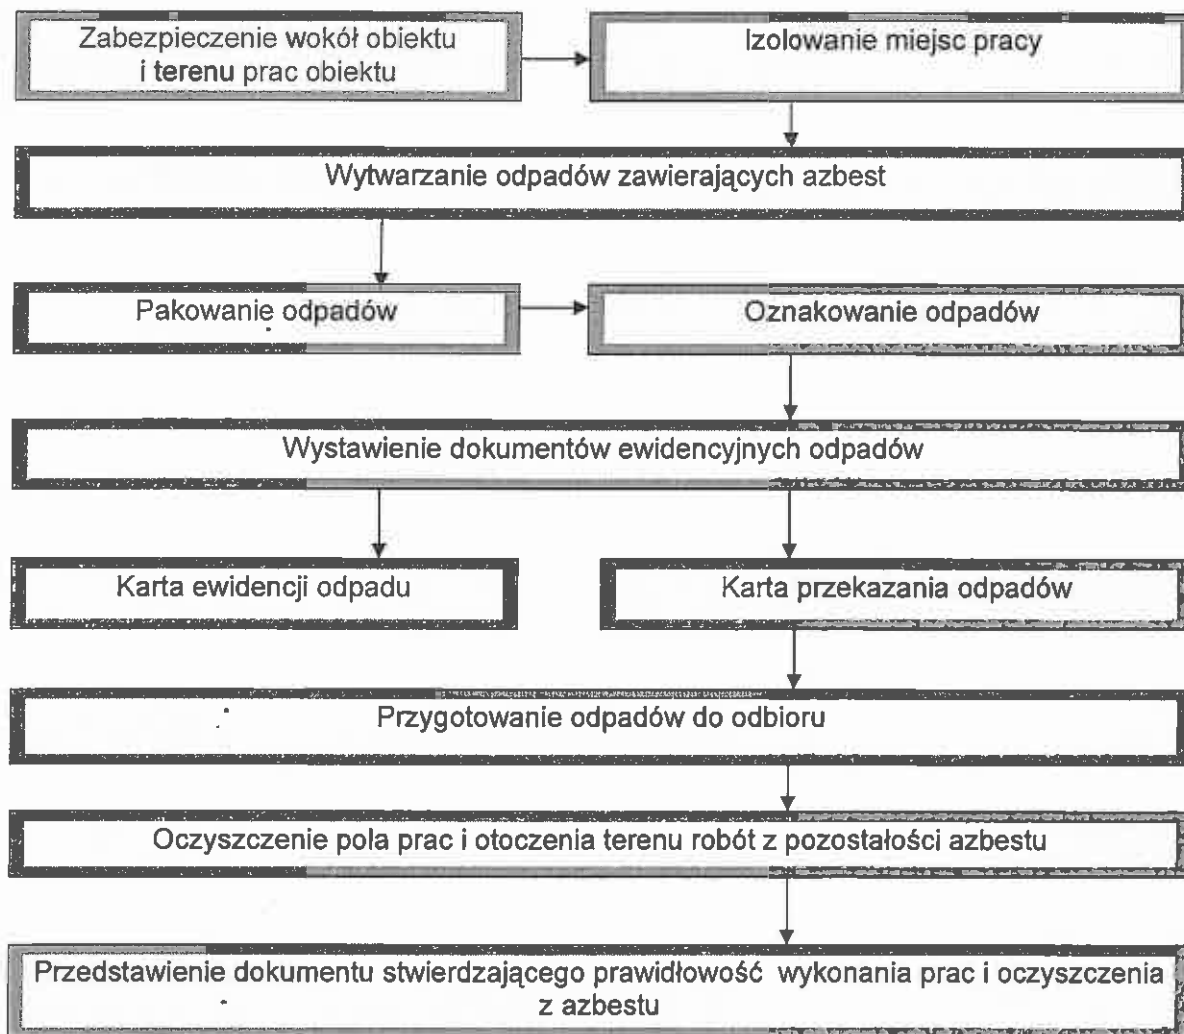 Zabezpieczenie wokół obiektu
i terenu prac obiektu
Izolowanie miejsc pracy
Wytwarzanie odpadów zawierających azbest
Pakowanie odpadów
Oznakowanie odpadów
Wystawienie dokumentów ewidencyjnych odpadów
Karta ewidencji odpadu
Karta przekazania odpadów
Przygotowanie odpadów do odbioru
Oczyszczenie pola prac i otoczenia terenu robót z pozostałości azbestu
Przedstawienie dokumentu stwierdzającego prawidłowość wykonania prac i oczyszczenia
z azbestu